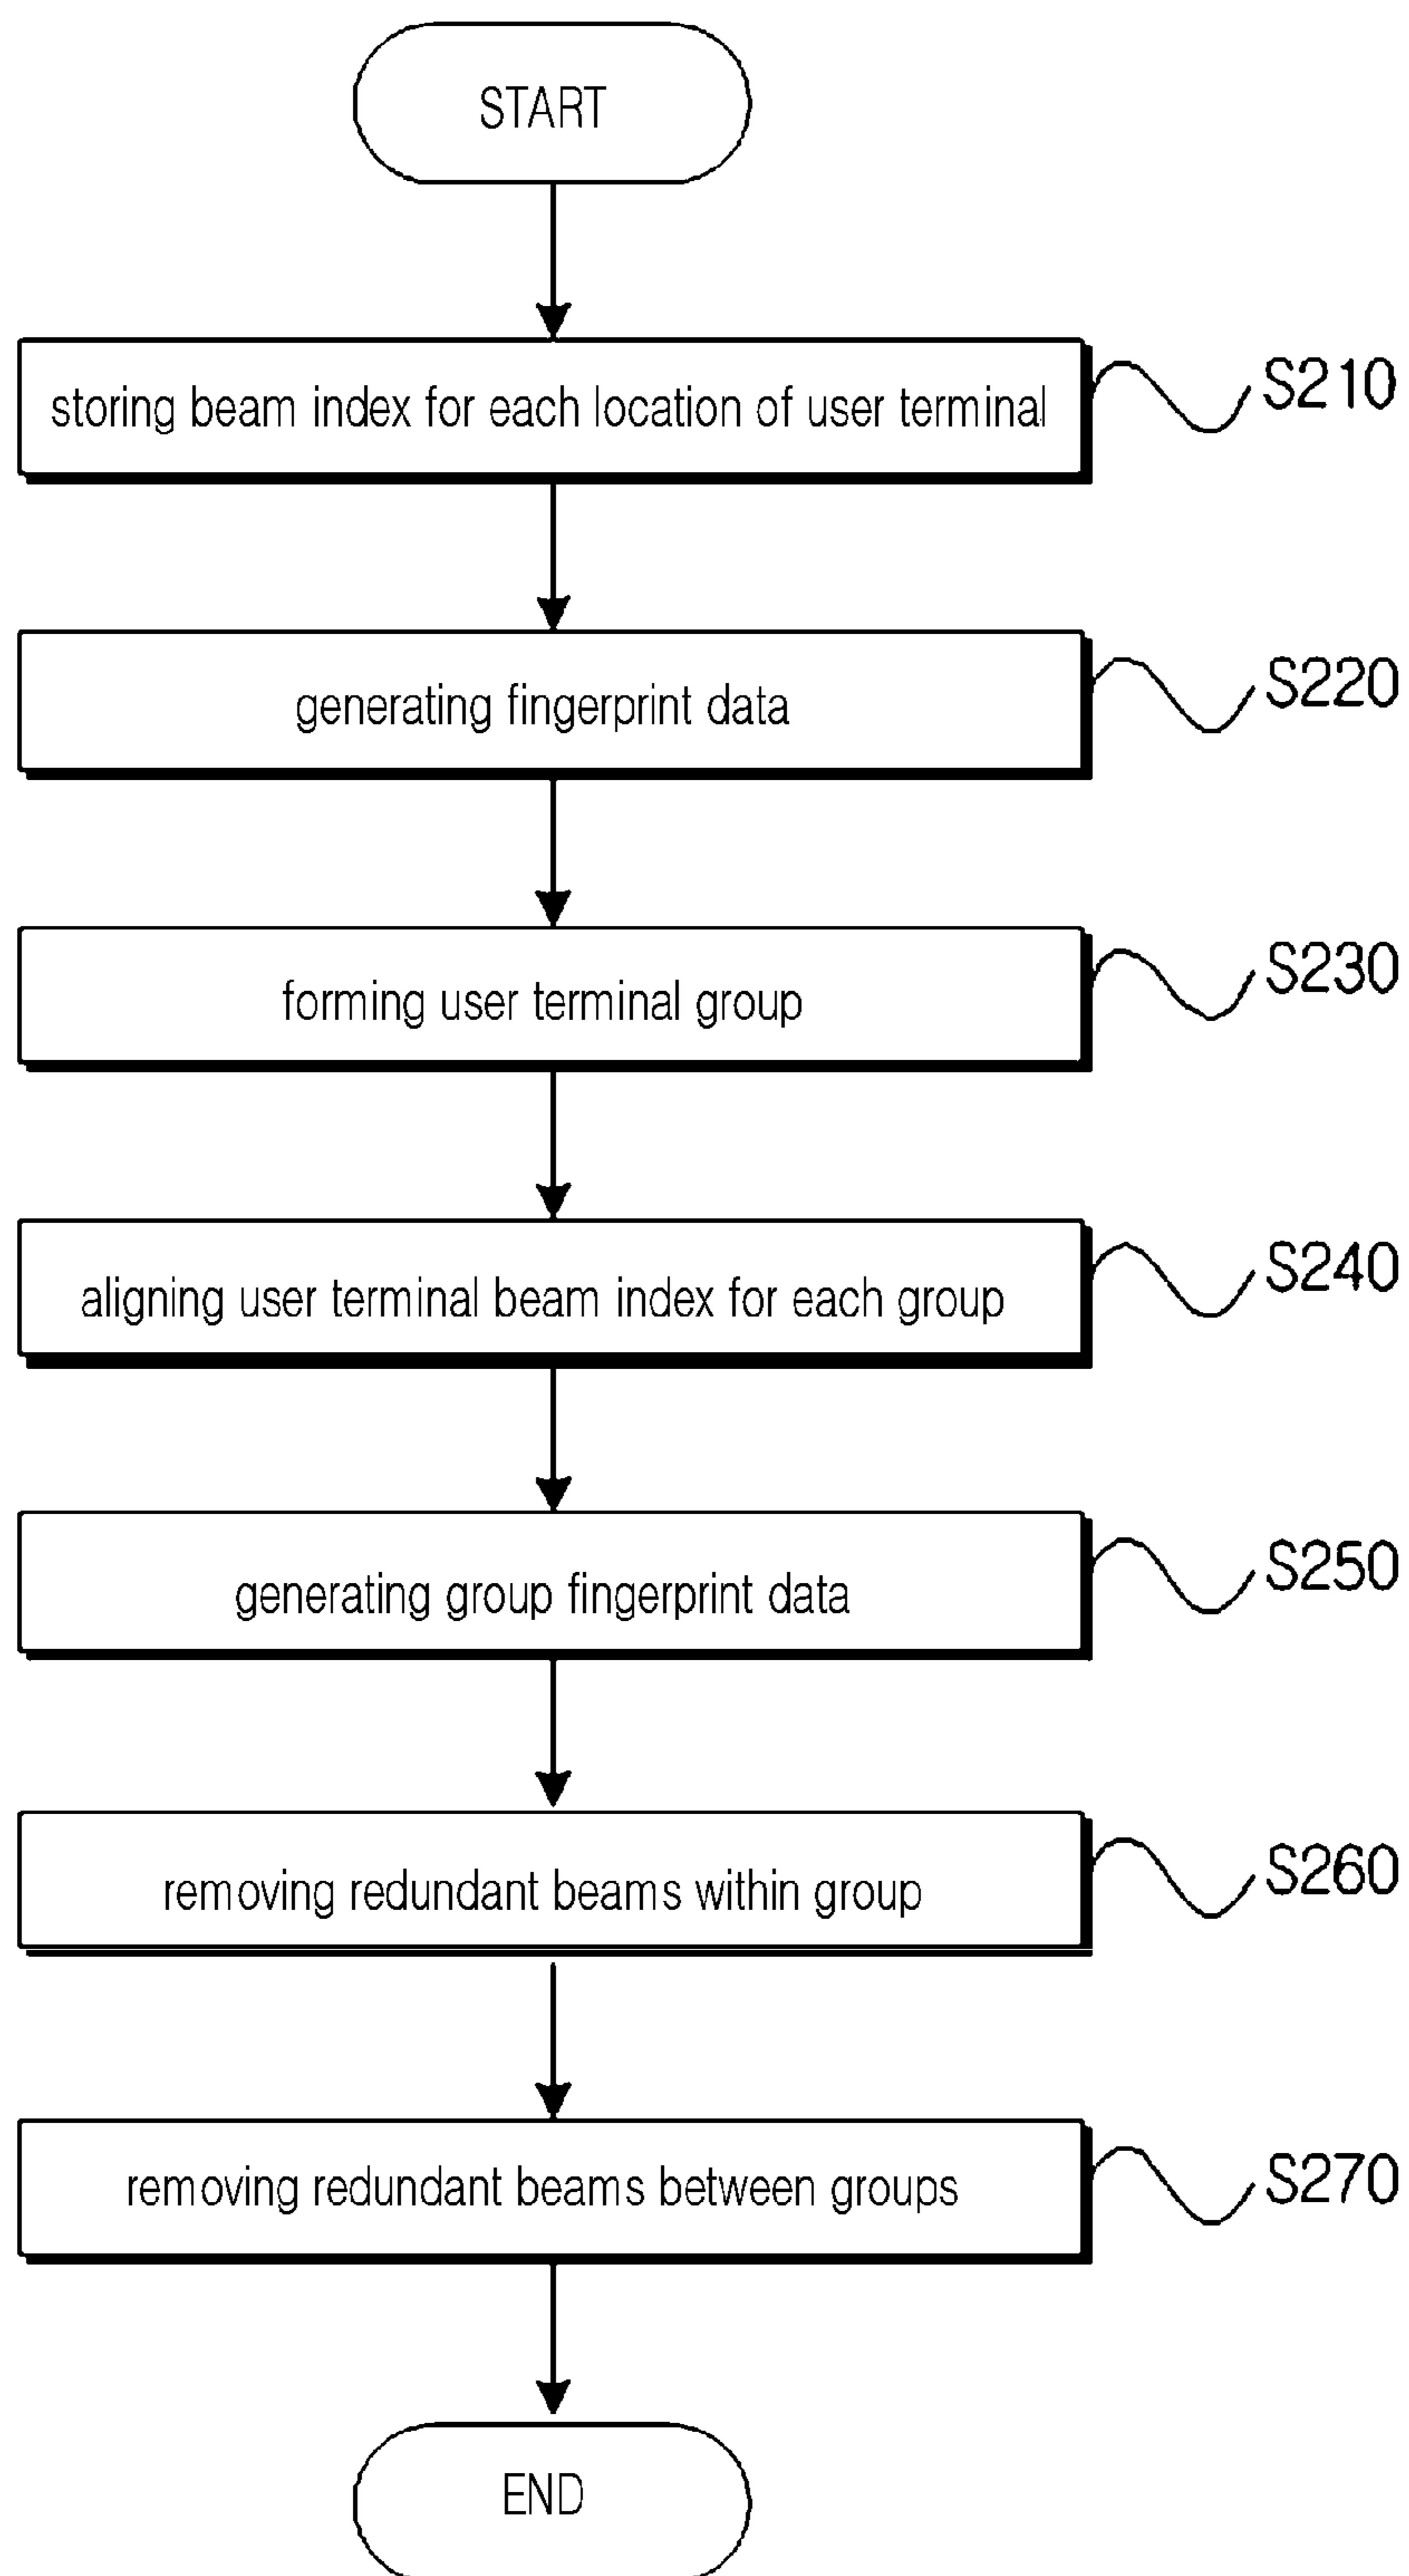 START
storing beam index for each location of user terminal
S210
generating fingerprint data
S220
forming user terminal group
S230
aligning user terminal beam index for each group
S240
generating group fingerprint data
S250
removing redundant beams within group
S260
removing redundant beams between groups
S270
END